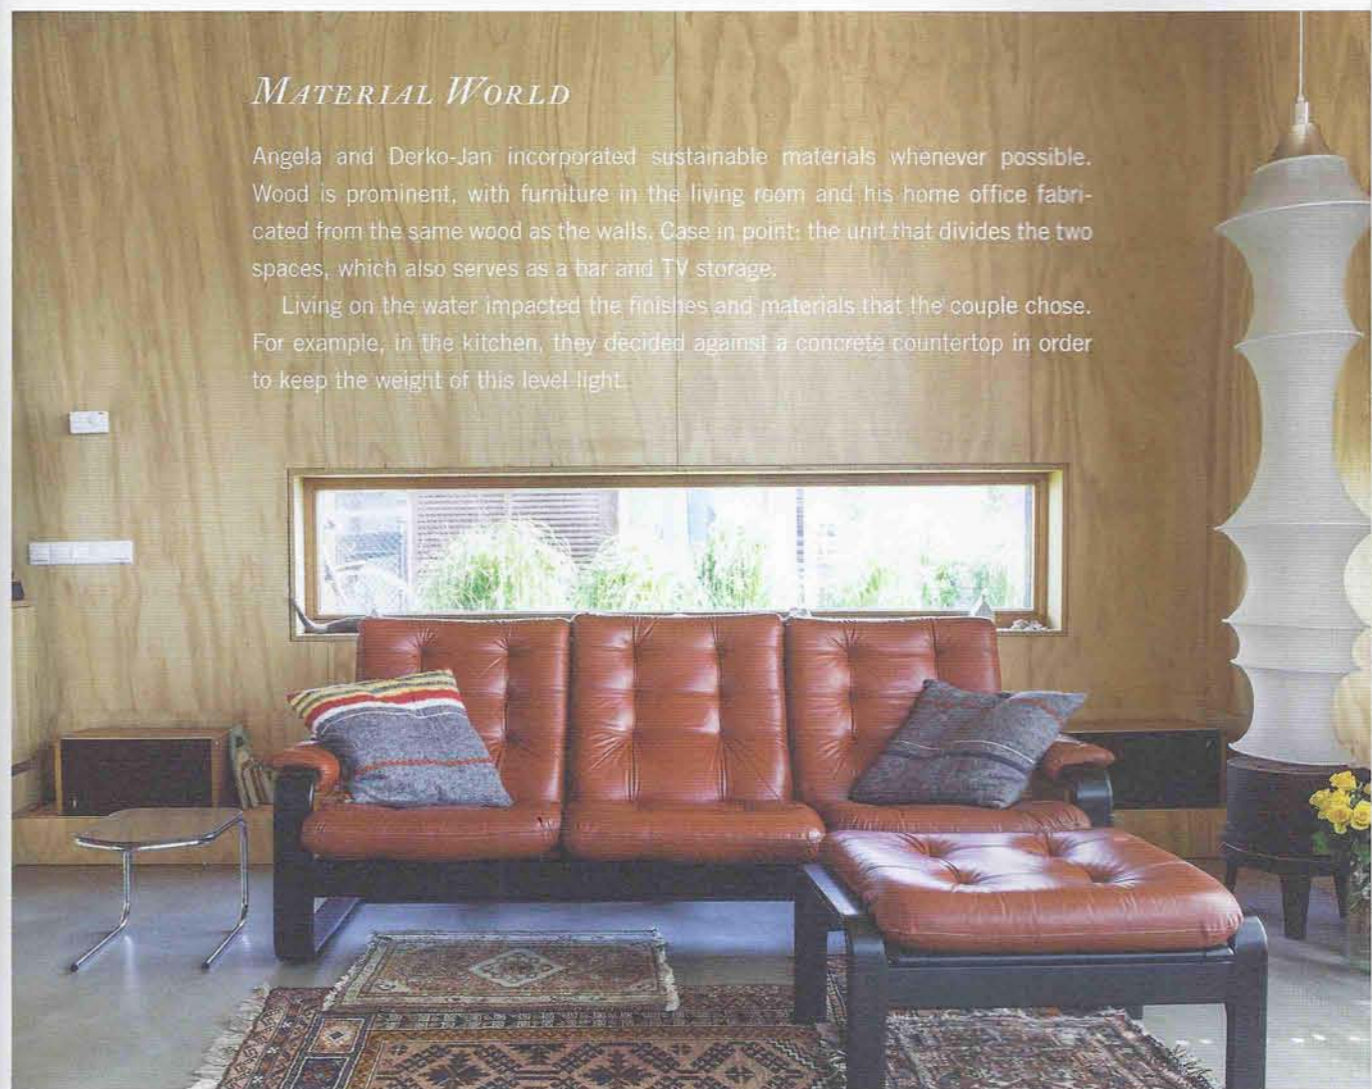 MATERIAL WORLD
Angela and Derko-Jan incorporated sustainable materials whenever possible.
Wood is prominent, with furniture in the living room and his home office fabri-
cated from the same wood as the walls. Case in point: the unit that divides the two
spaces, which also serves as a bar and TV storage.
Living on the water impacted the finishes and materials that the couple chose.
For example, in the kitchen, they decided against a concrete countertop in order
to keep the weight of this level light.